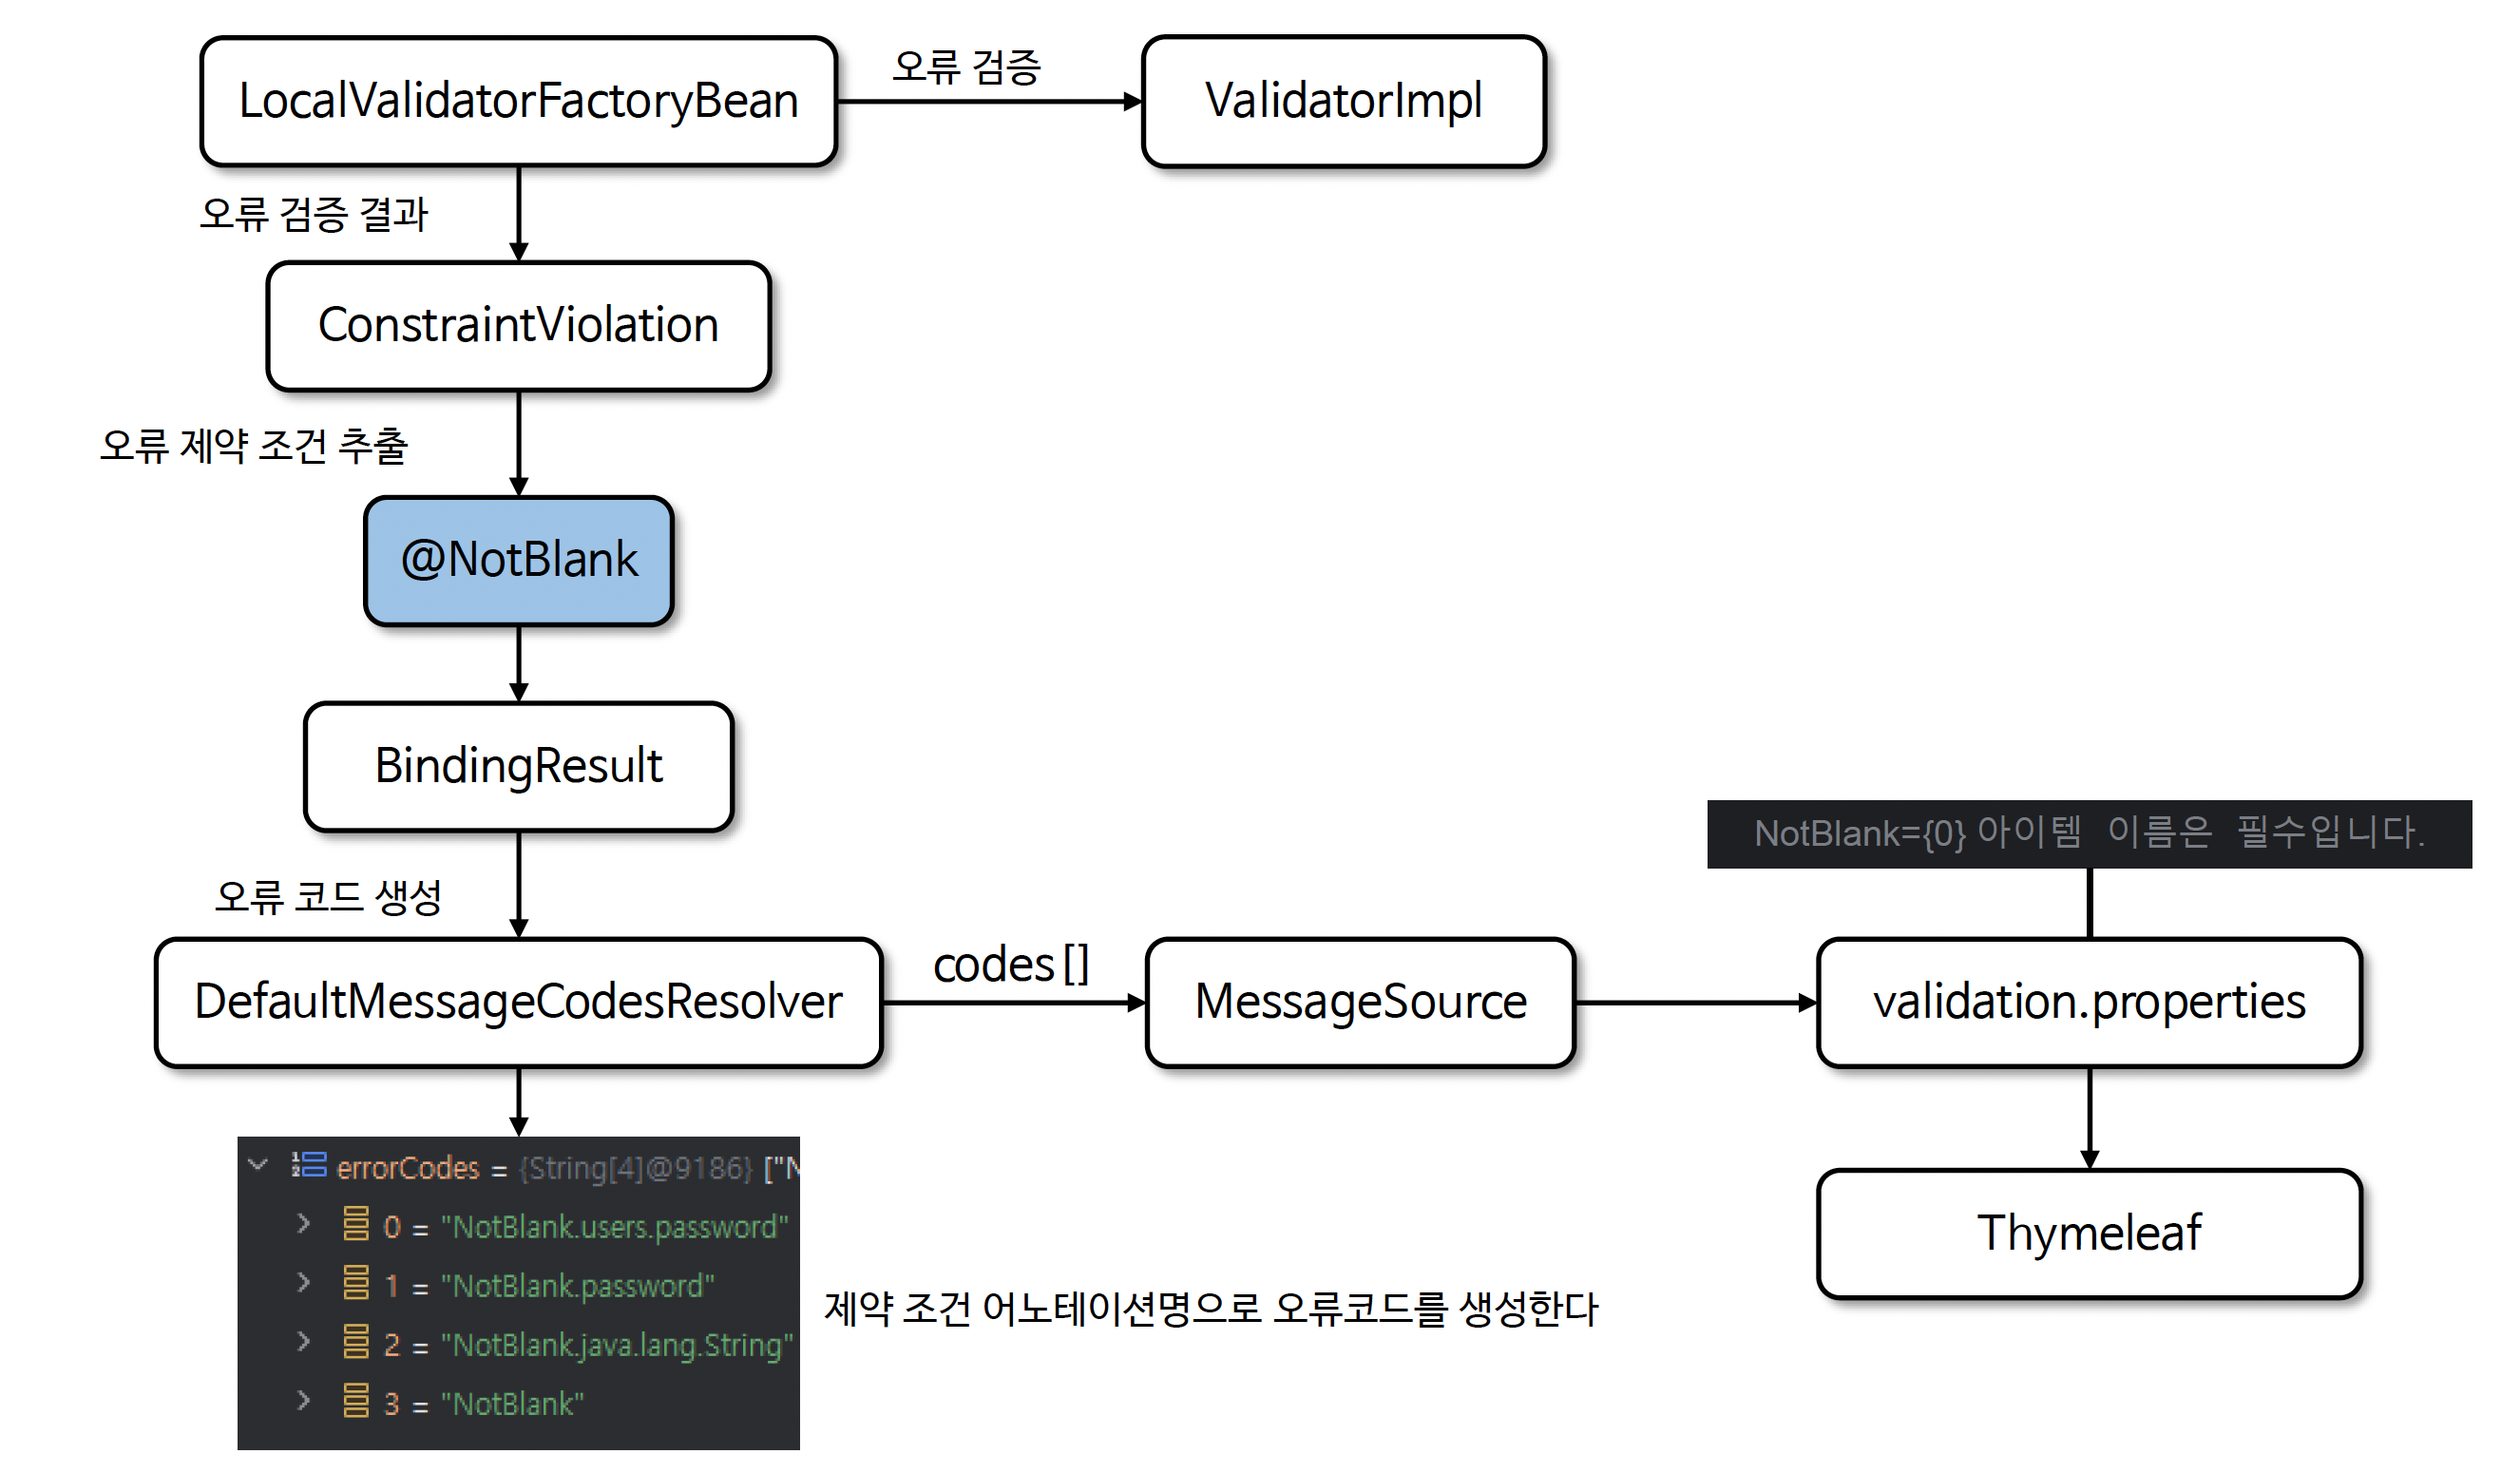 LocalValidatorFactoryBean
오류 검증
ValidatorImpl
오류 검증 결과
ConstraintViolation
오류 제약 조건 추출
@NotBlank
BindingResult
NotBlank={0} 아이템 이름은 필수입니다.
오류 코드 생성
DefaultMessageCodesResolver
codes []
MessageSource
validation.properties
errorCodes = {String[4]@9186} ["N
0 = "NotBlank.users.password"
1 = "NotBlank.password"
2 = "NotBlank.java.lang.String"
3 = "NotBlank"
제약 조건 어노테이션명으로 오류코드를 생성한다
Thymeleaf